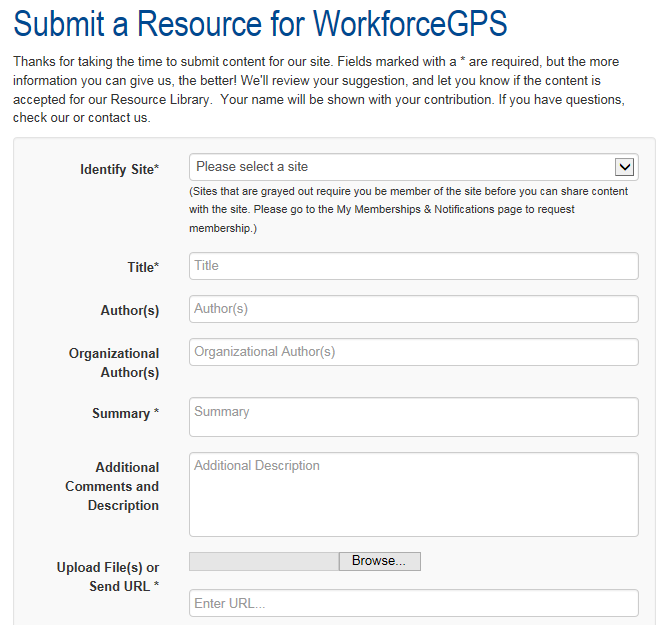 Submit a Resource for WorkforceGPS
Thanks for taking the time to submit content for our site. Fields marked with a * are required, but the more
information you can give us, the better! We'll review your suggestion, and let you know if the content is
accepted for our Resource Library.  Your name will be shown with your contribution. If you have questions,
check our or contact us.
Identify Site*
Please select a site
(Sites that are grayed out require you be member of the site before you can share content
with the site. Please go to the My Memberships & Notifications page to request
membership.)
Title*
Title
Author(s)
Author(s)
Organizational
Author(s)
Organizational Author(s)
Summary *
Summary
Additional
Comments and
Description
Additional Description
Upload File(s) or
Send URL *
Browse...
Enter URL...